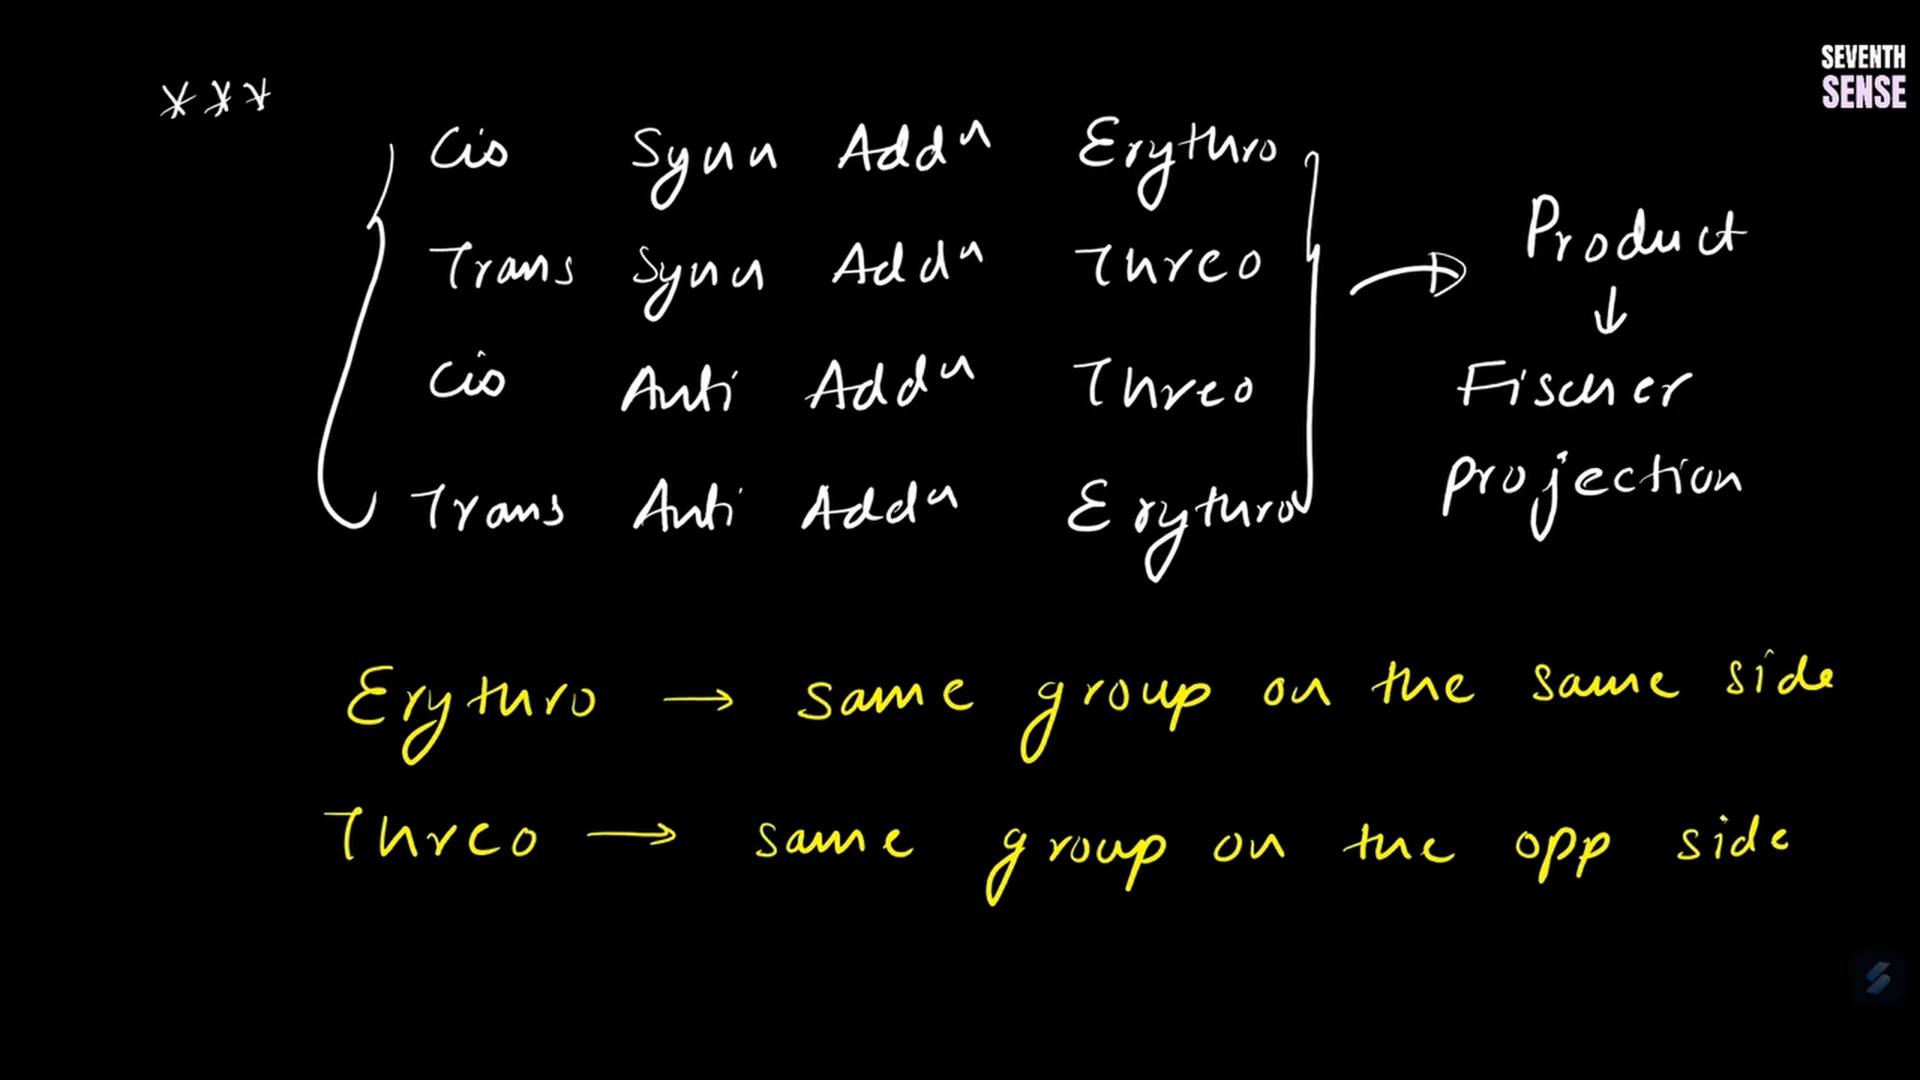 SEVENTH
SENSE
***
Cis Synn Addⁿ Erythro
Trans Synn Addⁿ Threo
Cis Anti Addⁿ Threo
Trans Anti Addⁿ Erythro
Product
↓
Fischer
projection
Erythro → same group on the same side
Threo → same group on the opp side